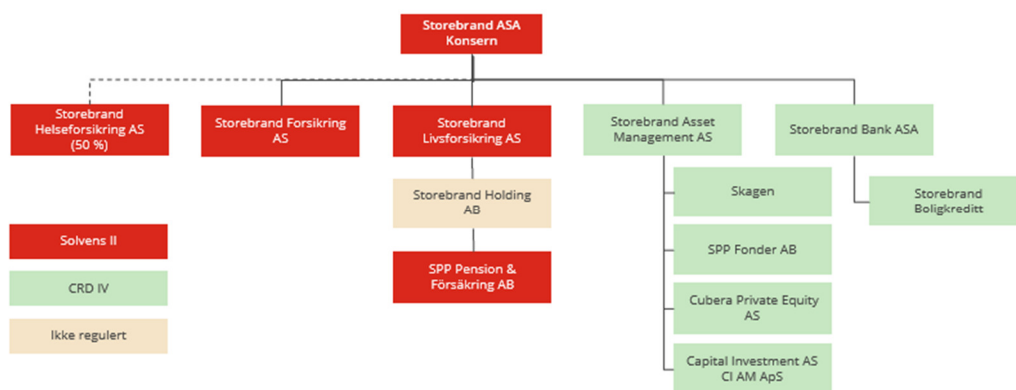 Storebrand ASA
Konsern
Storebrand
Helseforsikring AS
(50 %)
Storebrand Forsikring
AS
Storebrand
Livsforsikring AS
Storebrand Asset
Management AS
Storebrand Bank ASA
Storebrand Holding
AB
SPP Pension &
Försäkring AB
Skagen
SPP Fonder AB
Cubera Private Equity
AS
Capital Investment AS
CI AM ApS
Storebrand
Boligkreditt
Solvens II
CRD IV
Ikke regulert